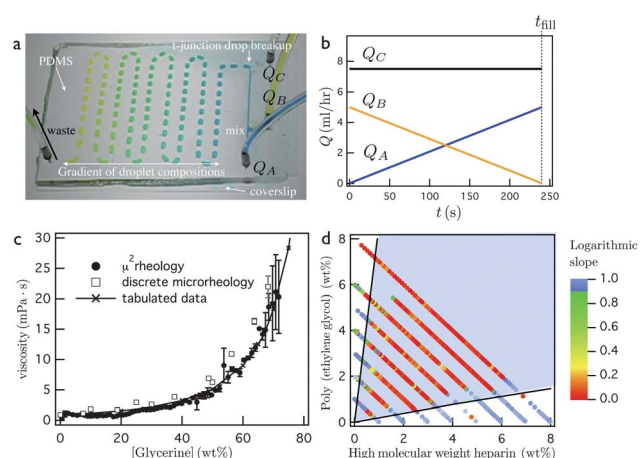 a
t-junction drop breakup
PDMS
Q_C
Q_B
waste
mix
Q_A
Gradient of droplet compositions
coverslip
b
t_fill
8
6
4
2
0
Q (ml/hr)
Q_C
Q_B
Q_A
0 50 100 150 200 250
t (s)
c
30
25
20
15
10
5
0
viscosity (mPa · s)
μ² rheology
discrete microrheology
tabulated data
0 20 40 60 80
[Glycerine] (wt%)
d
8
6
4
2
0
Poly (ethylene glycol) (wt%)
0 2 4 6 8
High molecular weight heparin (wt%)
Logarithmic
slope
1.0
0.8
0.6
0.4
0.2
0.0